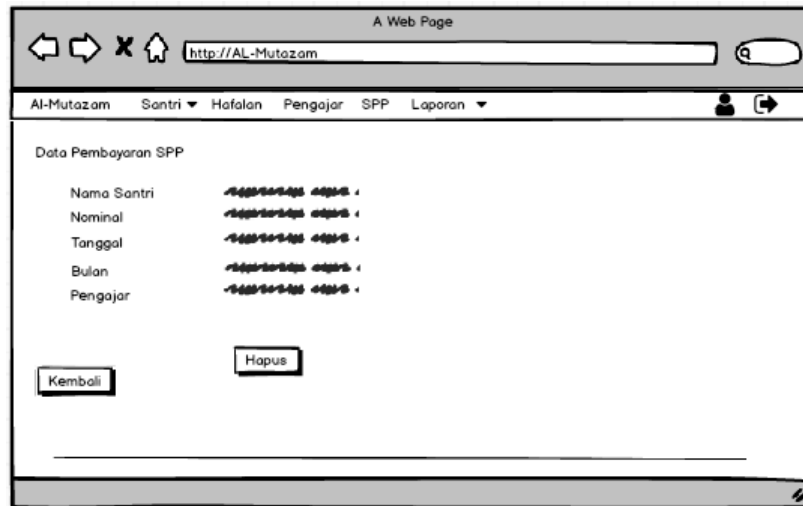 A Web Page
http://AL-Mutazam
Al-Mutazam Santri Hafalan Pengajar SPP Laporan
Data Pembayaran SPP
Nama Santri
Nominal
Tanggal
Bulan
Pengajar
Hapus
Kembali